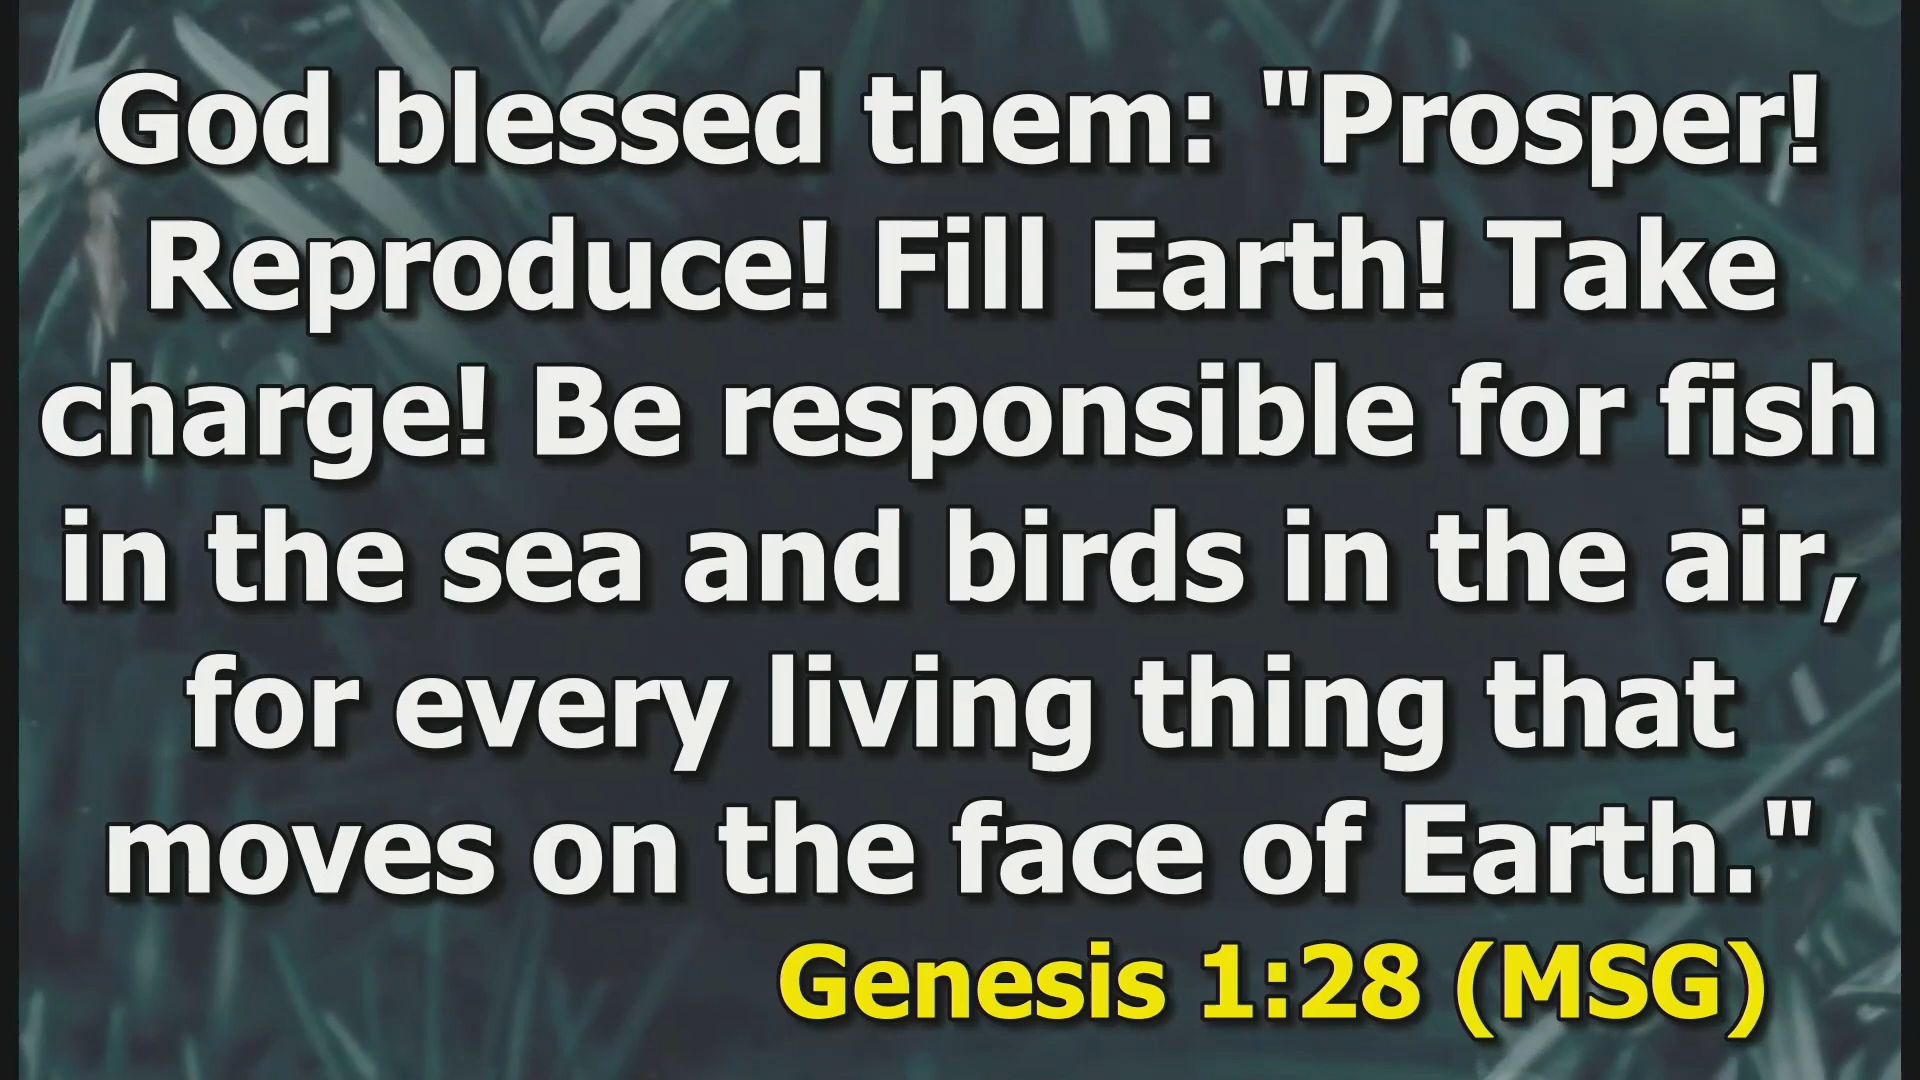 God blessed them: "Prosper!
Reproduce! Fill Earth! Take
charge! Be responsible for fish
in the sea and birds in the air,
for every living thing that
moves on the face of Earth."
Genesis 1:28 (MSG)